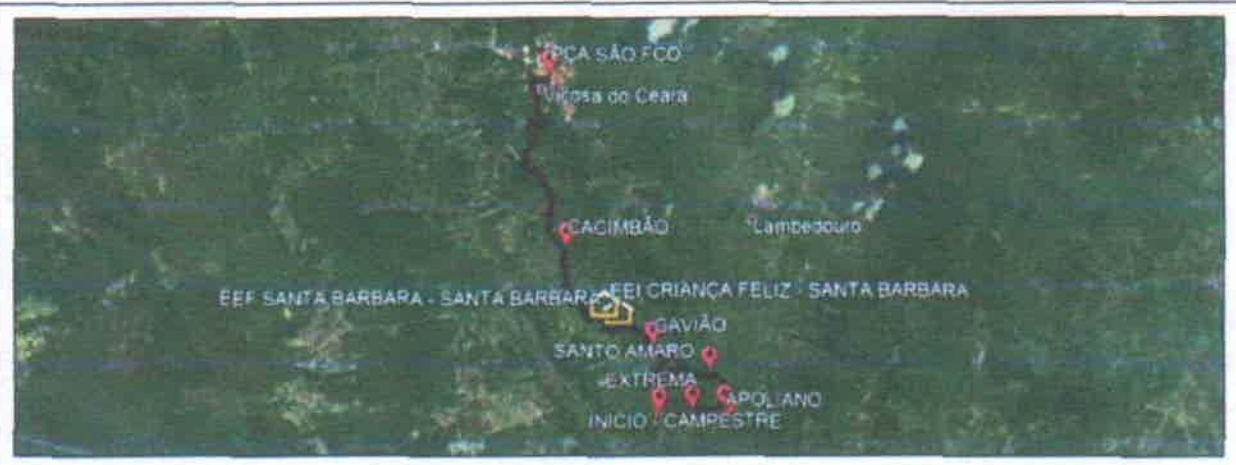 PÇA SÃO FCO
Viçosa do Ceará
CACIMBÃO
Lambedouro
EEF SANTA BARBARA - SANTA BARBARA
EEI CRIANÇA FELIZ - SANTA BARBARA
GAVIÃO
SANTO AMARO
EXTREMA
APOLIANO
INICIO - CAMPESTRE